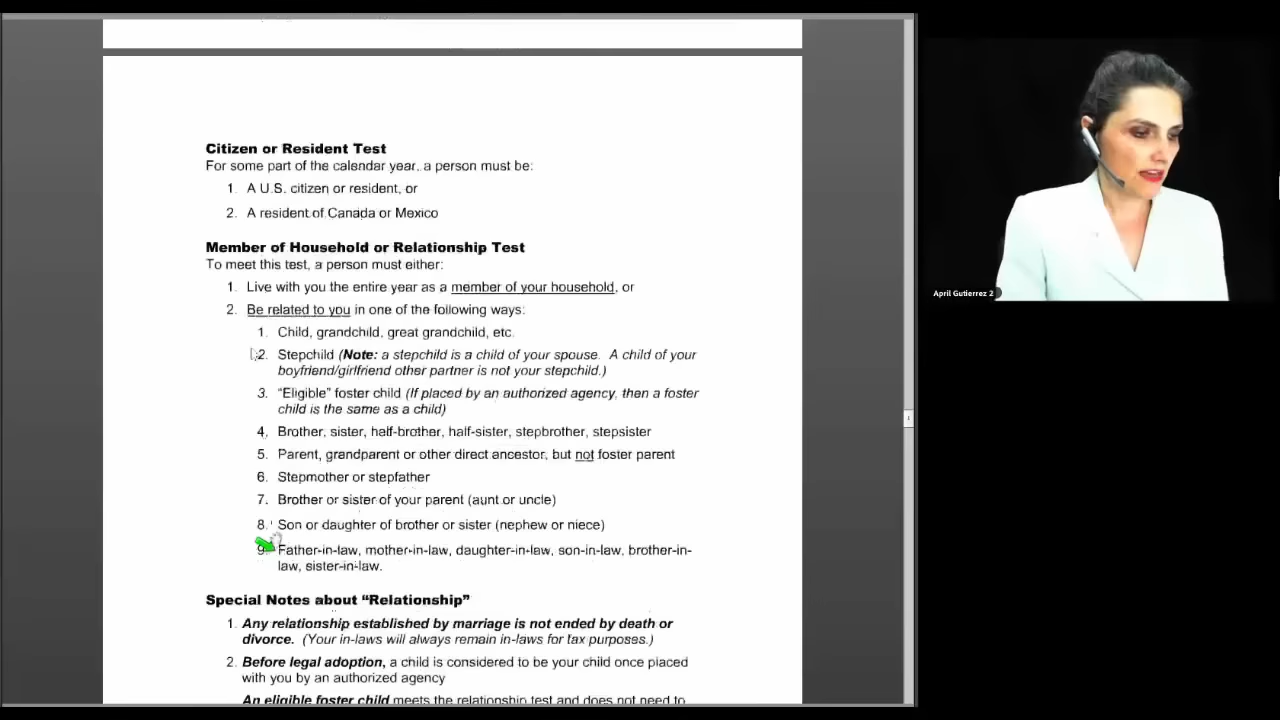 Citizen or Resident Test
For some part of the calendar year, a person must be:
1. A U.S. citizen or resident, or
2. A resident of Canada or Mexico
Member of Household or Relationship Test
To meet this test, a person must either:
1. Live with you the entire year as a member of your household, or
2. Be related to you in one of the following ways:
1. Child, grandchild, great grandchild, etc.
2. Stepchild (Note: a stepchild is a child of your spouse. A child of your
boyfriend/girlfriend other partner is not your stepchild.)
3. “Eligible” foster child (If placed by an authorized agency, then a foster
child is the same as a child)
4. Brother, sister, half-brother, half-sister, stepbrother, stepsister
5. Parent, grandparent or other direct ancestor, but not foster parent
6. Stepmother or stepfather
7. Brother or sister of your parent (aunt or uncle)
8. Son or daughter of brother or sister (nephew or niece)
9. Father-in-law, mother-in-law, daughter-in-law, son-in-law, brother-in-
law, sister-in-law.
Special Notes about “Relationship”
1. Any relationship established by marriage is not ended by death or
divorce. (Your in-laws will always remain in-laws for tax purposes.)
2. Before legal adoption, a child is considered to be your child once placed
with you by an authorized agency
An eligible foster child meets the relationship test and does not need to
April Gutierrez 2